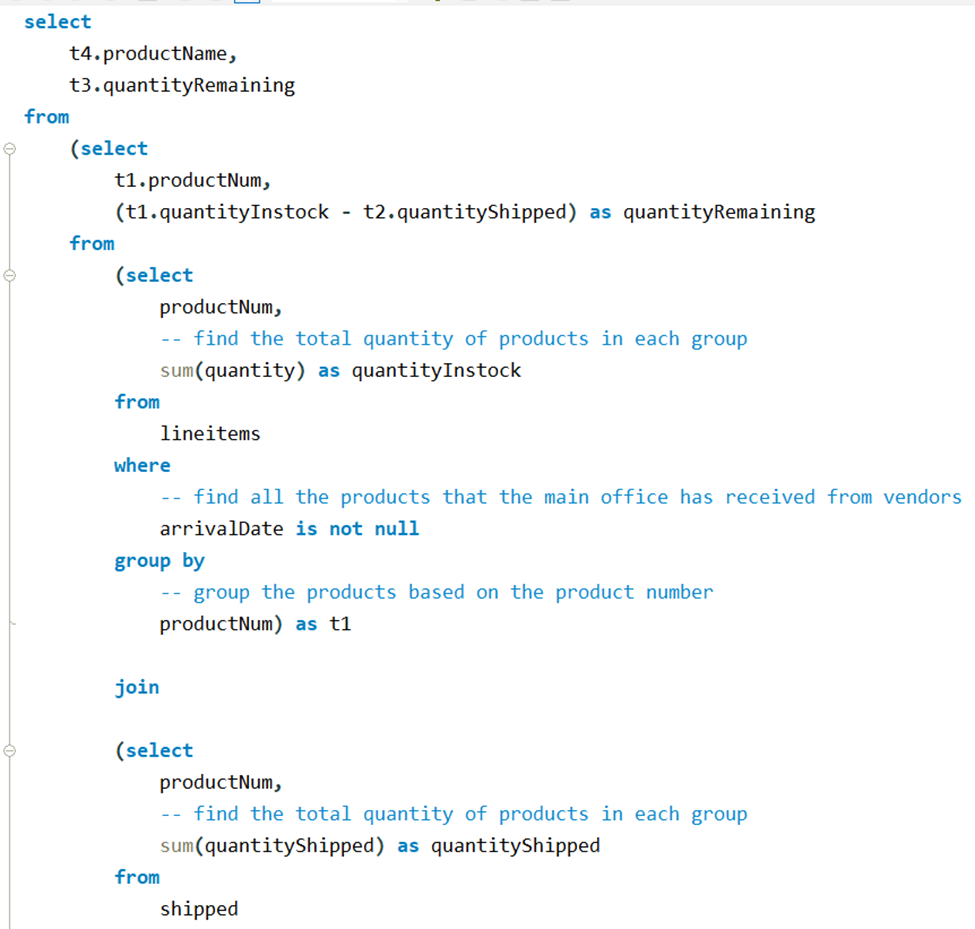 select
t4.productName,
t3.quantityRemaining
from
(select
t1.productNum,
(t1.quantityInstock - t2.quantityShipped) as quantityRemaining
from
(select
productNum,
-- find the total quantity of products in each group
sum(quantity) as quantityInstock
from
lineitems
where
-- find all the products that the main office has received from vendors
arrivalDate is not null
group by
-- group the products based on the product number
productNum) as t1
join
(select
productNum,
-- find the total quantity of products in each group
sum(quantityShipped) as quantityShipped
from
shipped